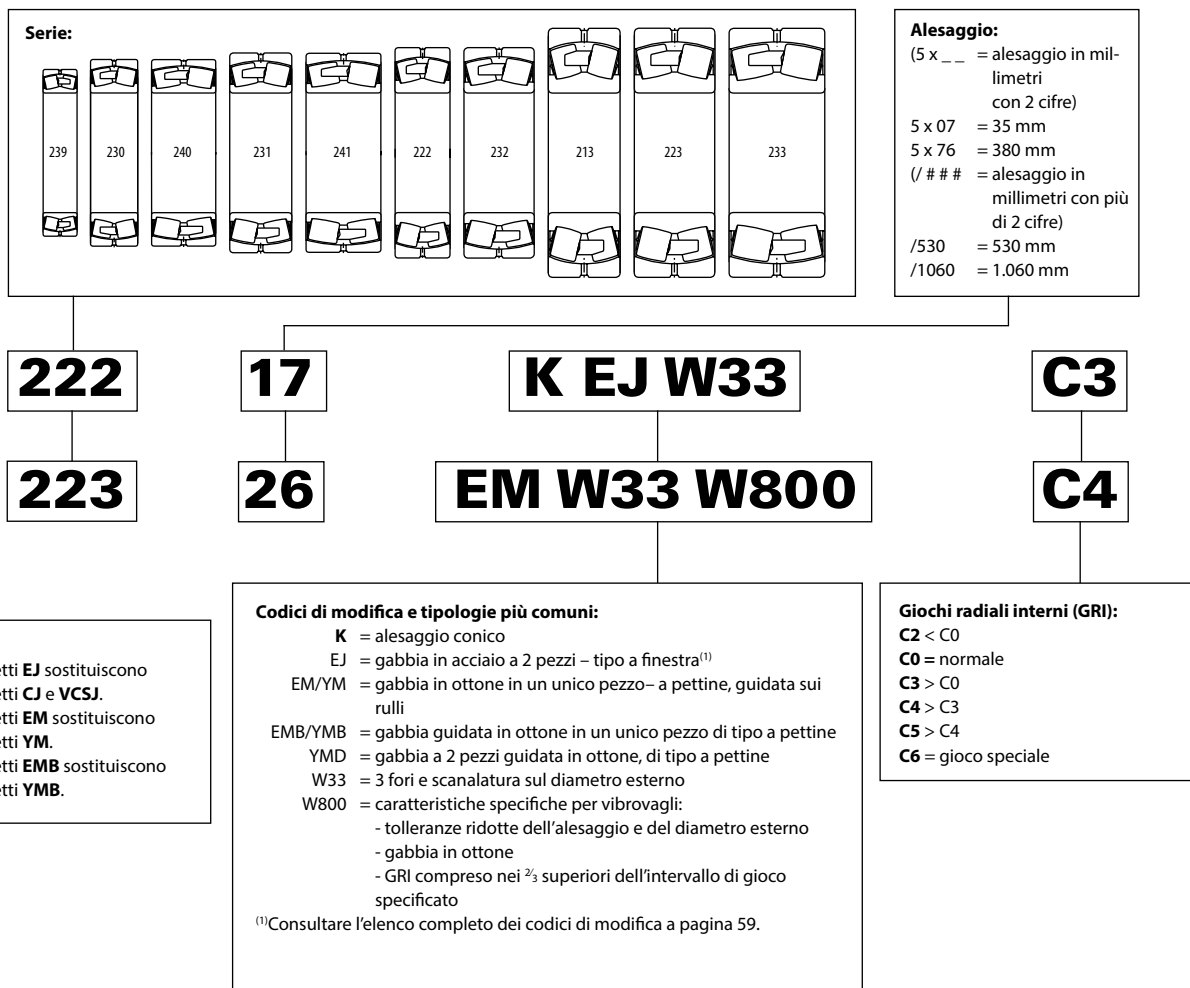 Serie:
239 230 240 231 241 222 232 213 223 233
Alesaggio:
(5 x _ _ = alesaggio in mil-
limetri
con 2 cifre)
5 x 07 = 35 mm
5 x 76 = 380 mm
(/ # # # = alesaggio in
millimetri con più
di 2 cifre)
/530 = 530 mm
/1060 = 1.060 mm
222 17 K EJ W33 C3
223 26 EM W33 W800 C4
etti EJ sostituiscono
etti CJ e VCSJ.
etti EM sostituiscono
etti YM.
etti EMB sostituiscono
etti YMB.
Codici di modifica e tipologie più comuni:
K = alesaggio conico
EJ = gabbia in acciaio a 2 pezzi – tipo a finestra(1)
EM/YM = gabbia in ottone in un unico pezzo– a pettine, guidata sui
rulli
EMB/YMB = gabbia guidata in ottone in un unico pezzo di tipo a pettine
YMD = gabbia a 2 pezzi guidata in ottone, di tipo a pettine
W33 = 3 fori e scanalatura sul diametro esterno
W800 = caratteristiche specifiche per vibrovagli:
- tolleranze ridotte dell'alesaggio e del diametro esterno
- gabbia in ottone
- GRI compreso nei 2/3 superiori dell'intervallo di gioco
specificato
(1)Consultare l'elenco completo dei codici di modifica a pagina 59.
Giochi radiali interni (GRI):
C2 < C0
C0 = normale
C3 > C0
C4 > C3
C5 > C4
C6 = gioco speciale